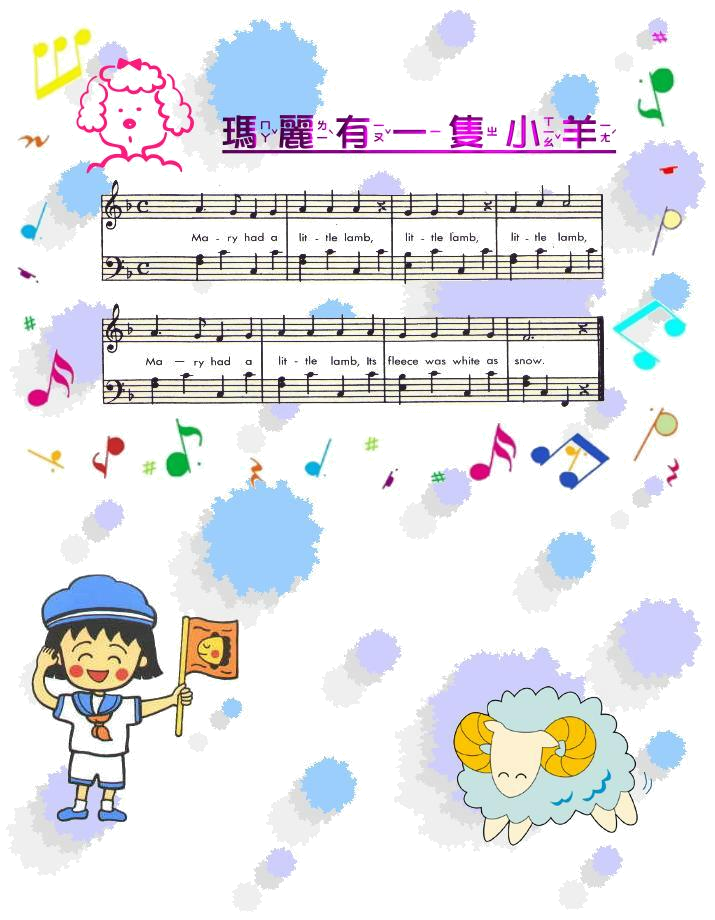 瑪ㄇㄚˇ麗ㄌㄧˋ有ㄧㄡˇ一ㄧ隻ㄓ小ㄒㄧㄠˇ羊ㄧㄤˊ
Ma - ry had a lit - tle lamb, lit - tle lamb, lit - tle lamb,
Ma — ry had a lit - tle lamb, Its fleece was white as snow.